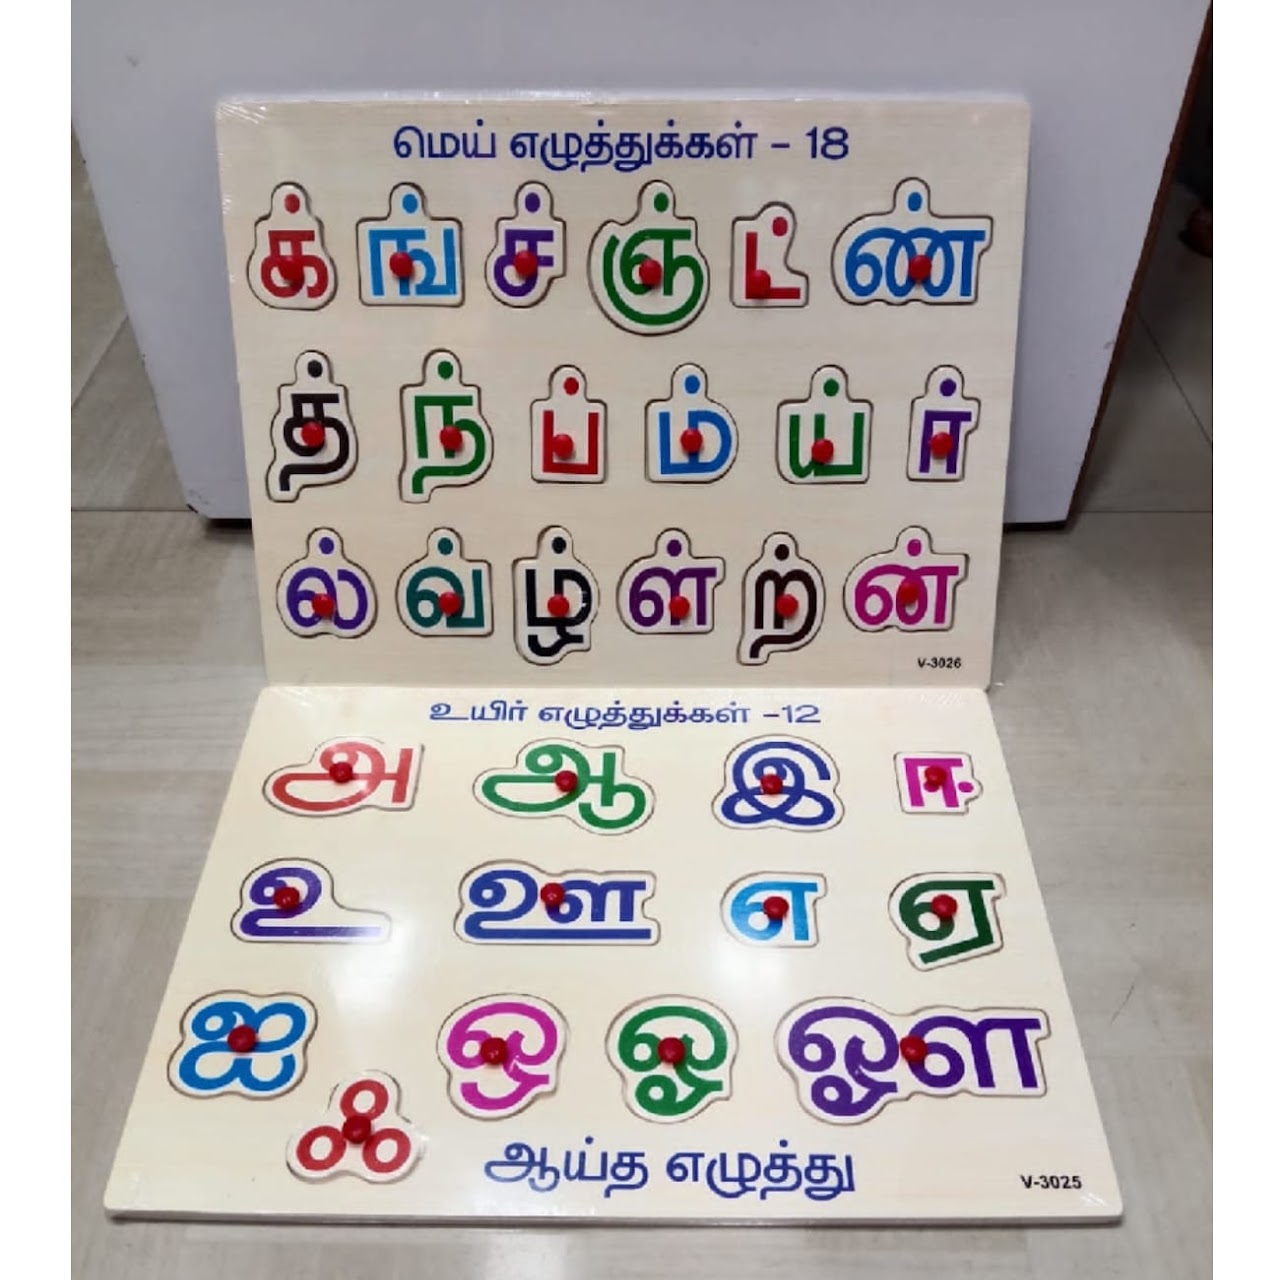 மெய் எழுத்துக்கள் - 18
க் ங் ச் ஞ் ட் ண்
த் ந் ப் ம் ய் ர்
ல் வ் ழ் ள் ற் ன்
V-3026
உயிர் எழுத்துக்கள் -12
அ ஆ இ ஈ
உ ஊ எ ஏ
ஐ ஒ ஓ ஔ
ஃ ஆய்த எழுத்து
V-3025